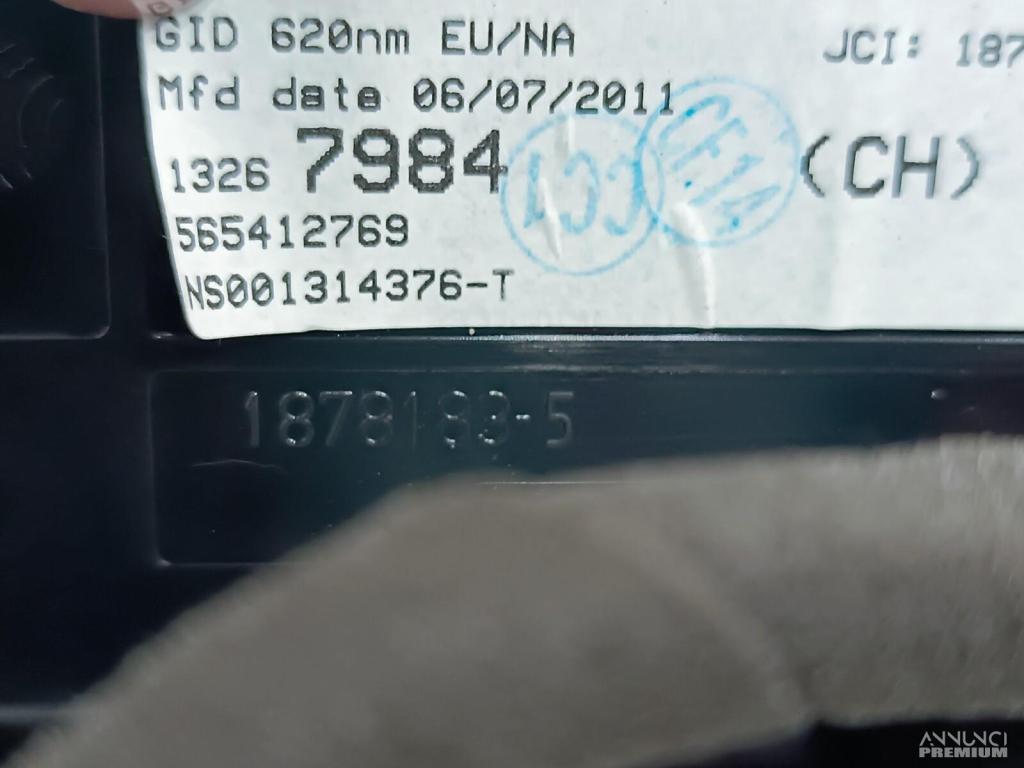 GID 620nm EU/NA
JCI: 187
Mfd date 06/07/2011
1326 7984 (CH)
565412769
NS001314376-T
1878183-5
ANNUNCI
PREMIUM